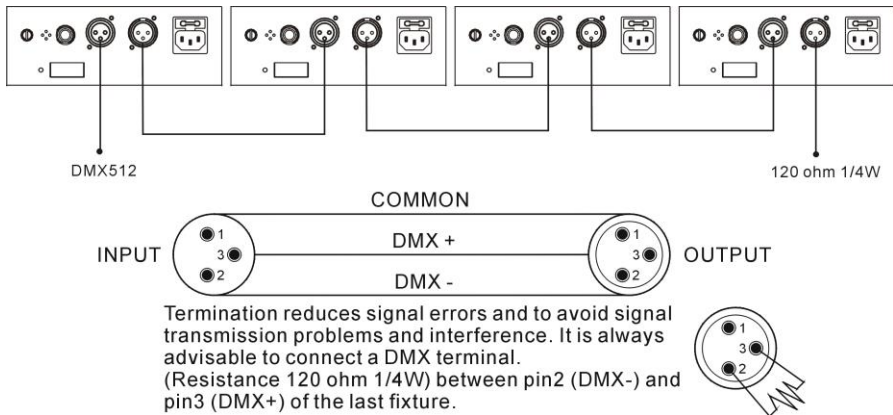 DMX512
120 ohm 1/4W
COMMON
1
1
INPUT
DMX +
3
3
OUTPUT
2
DMX -
2
Termination reduces signal errors and to avoid signal
transmission problems and interference. It is always
advisable to connect a DMX terminal.
(Resistance 120 ohm 1/4W) between pin2 (DMX-) and
pin3 (DMX+) of the last fixture.
1
3
2